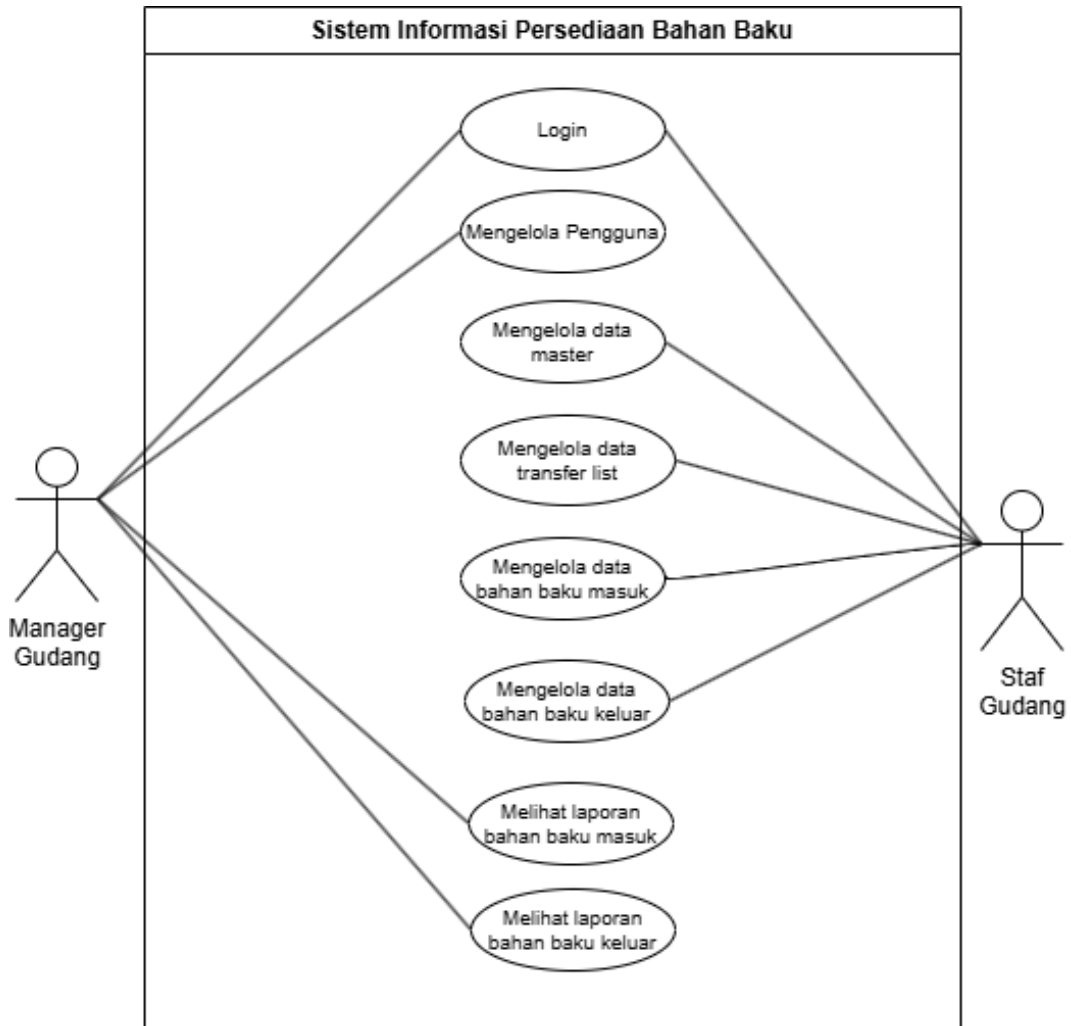 Sistem Informasi Persediaan Bahan Baku
Login
Mengelola Pengguna
Mengelola data
master
Mengelola data
transfer list
Mengelola data
bahan baku masuk
Mengelola data
bahan baku keluar
Melihat laporan
bahan baku masuk
Melihat laporan
bahan baku keluar
Manager
Gudang
Staf
Gudang